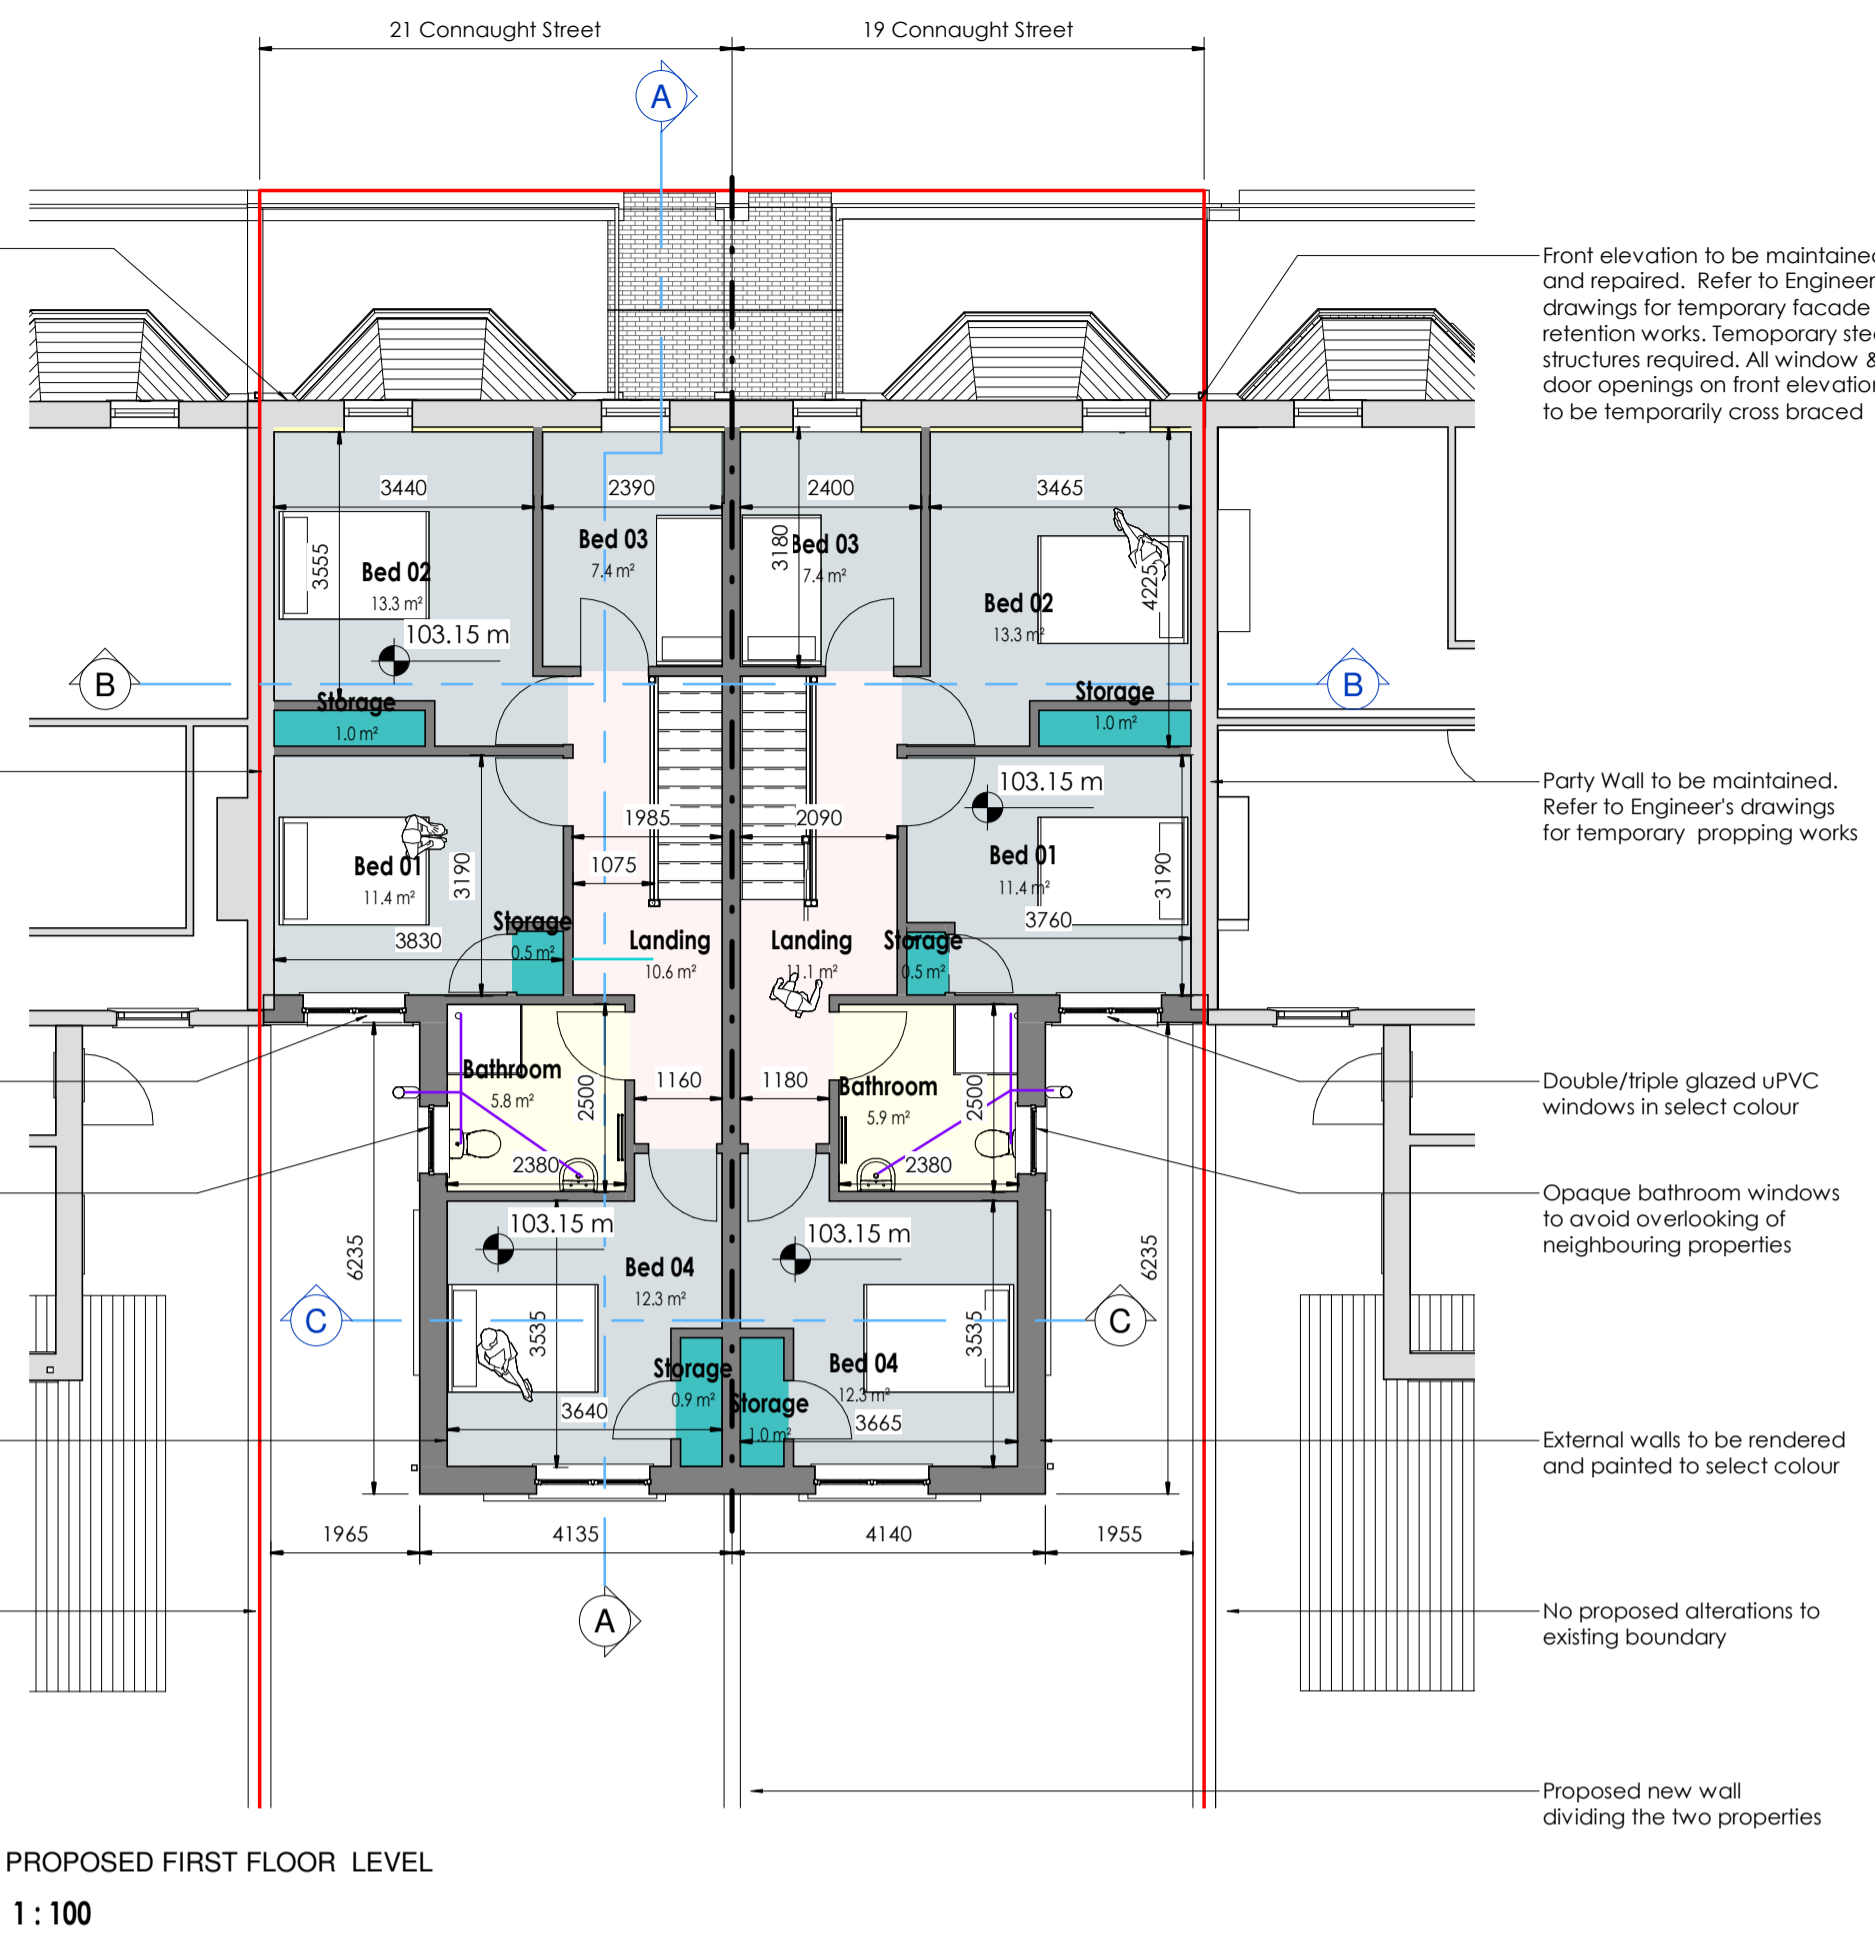 21 Connaught Street
19 Connaught Street
A
Front elevation to be maintained
and repaired. Refer to Engineer
drawings for temporary facade
retention works. Temoporary stee
structures required. All window &
door openings on front elevation
to be temporarily cross braced
3440
2390
2400
3465
3555
Bed 02
13.3 m²
103.15 m
Bed 03
7.4 m²
3180
Bed 03
7.4 m²
Bed 02
13.3 m²
4225
B
B
Storage
1.0 m²
Storage
1.0 m²
103.15 m
Party Wall to be maintained.
Refer to Engineer's drawings
for temporary propping works
1985
2090
1075
Bed 01
11.4 m²
3190
3830
Storage
0.5 m²
Landing
10.6 m²
Landing
11.1 m²
Storage
0.5 m²
Bed 01
11.4 m²
3760
3190
Bathroom
5.8 m²
2500
2380
1160
1180
Bathroom
5.9 m²
2500
2380
Double/triple glazed uPVC
windows in select colour
Opaque bathroom windows
to avoid overlooking of
neighbouring properties
6235
103.15 m
103.15 m
6235
C
C
Bed 04
12.3 m²
3535
Storage
0.9 m²
3640
Storage
1.0 m²
Bed 04
12.3 m²
3665
3535
External walls to be rendered
and painted to select colour
1965
4135
4140
1955
A
No proposed alterations to
existing boundary
Proposed new wall
dividing the two properties
PROPOSED FIRST FLOOR LEVEL
1 : 100